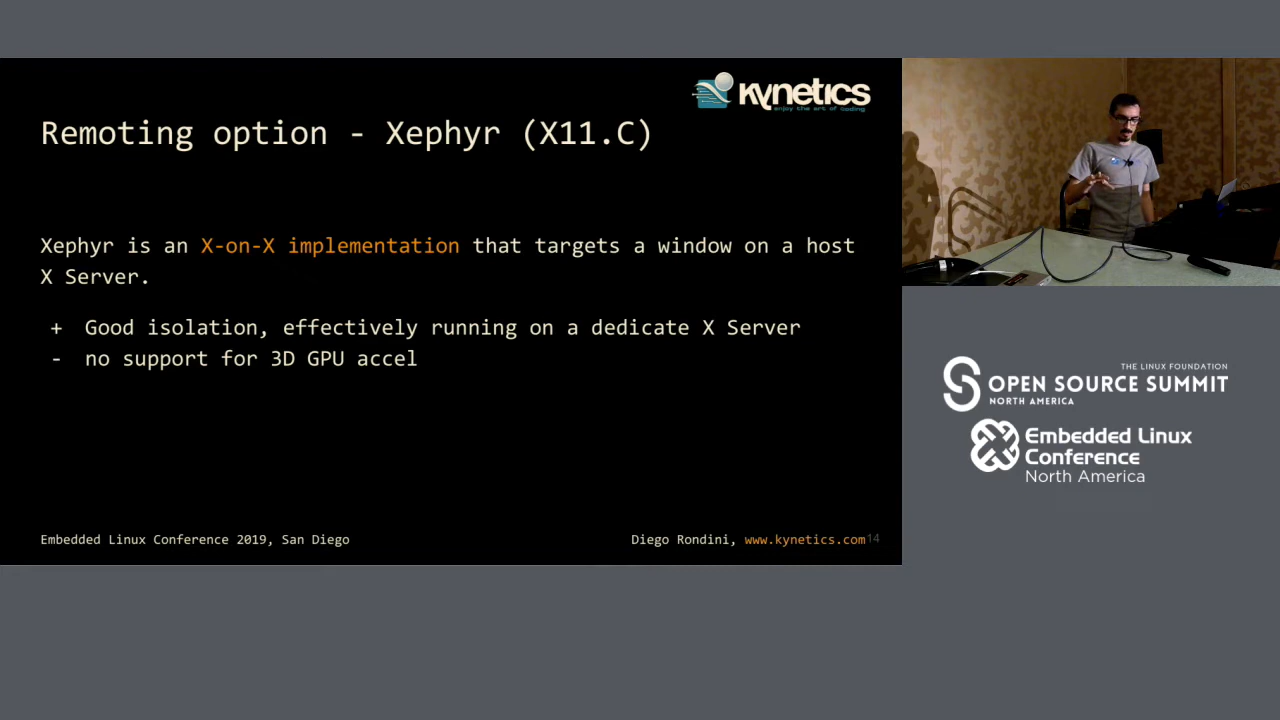 kynetics
enjoy the art of coding
Remoting option - Xephyr (X11.C)
Xephyr is an X-on-X implementation that targets a window on a host
X Server.
+ Good isolation, effectively running on a dedicate X Server
- no support for 3D GPU accel
Embedded Linux Conference 2019, San Diego
Diego Rondini, www.kynetics.com 14
THE LINUX FOUNDATION
OPEN SOURCE SUMMIT
NORTH AMERICA
Embedded Linux
Conference
North America